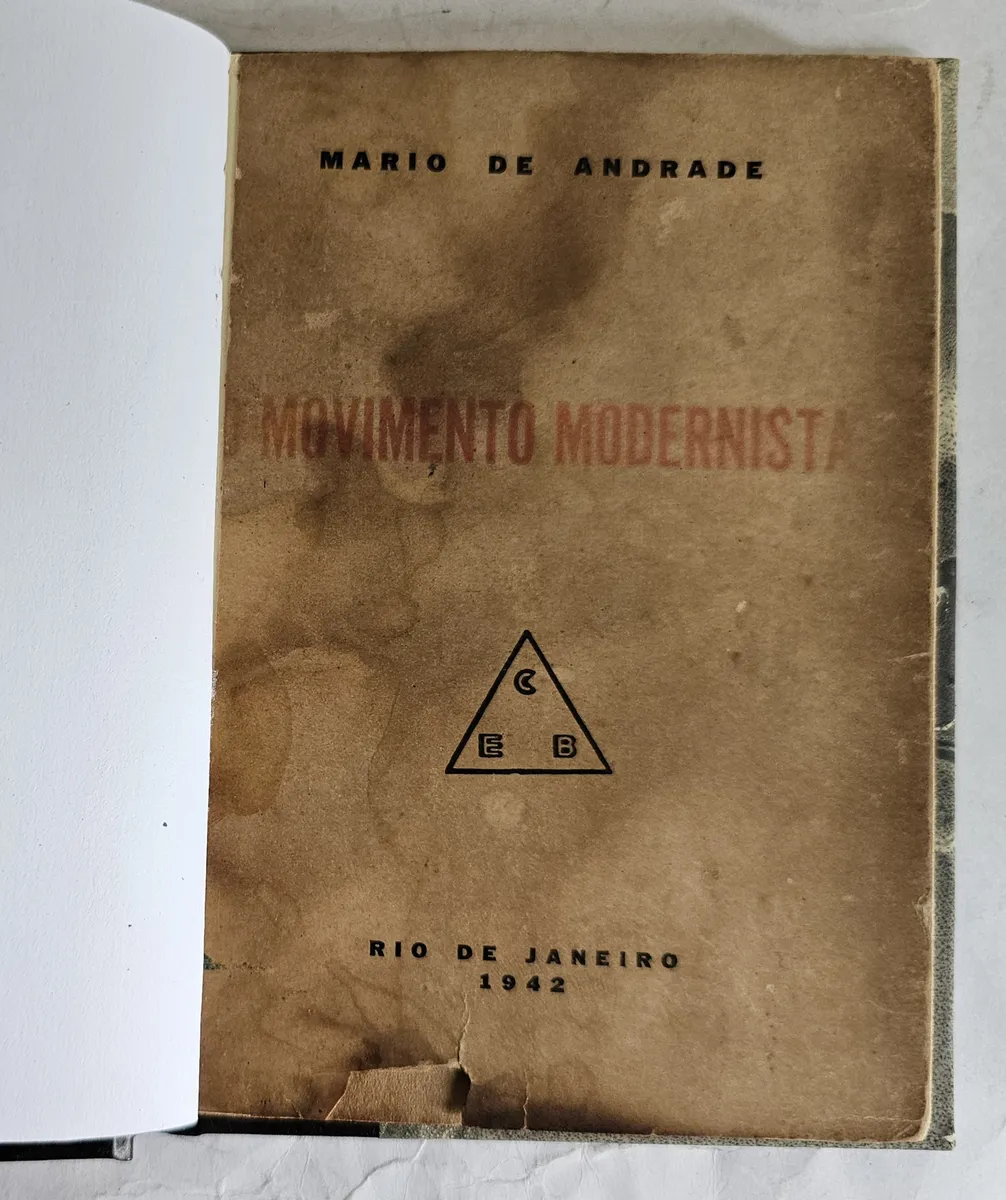 MARIO DE ANDRADE
MOVIMENTO MODERNISTA
C
E B
RIO DE JANEIRO
1942